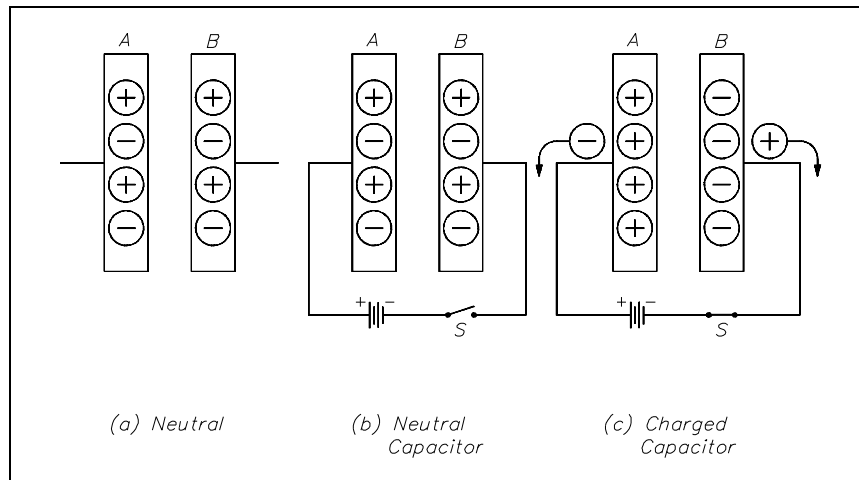 A B
+ +
− −
+ +
− −
(a) Neutral
A B
+ +
− −
+ +
− −
+ −
S
(b) Neutral
Capacitor
A B
− + − +
+ −
+ −
+ −
+ −
S
(c) Charged
Capacitor